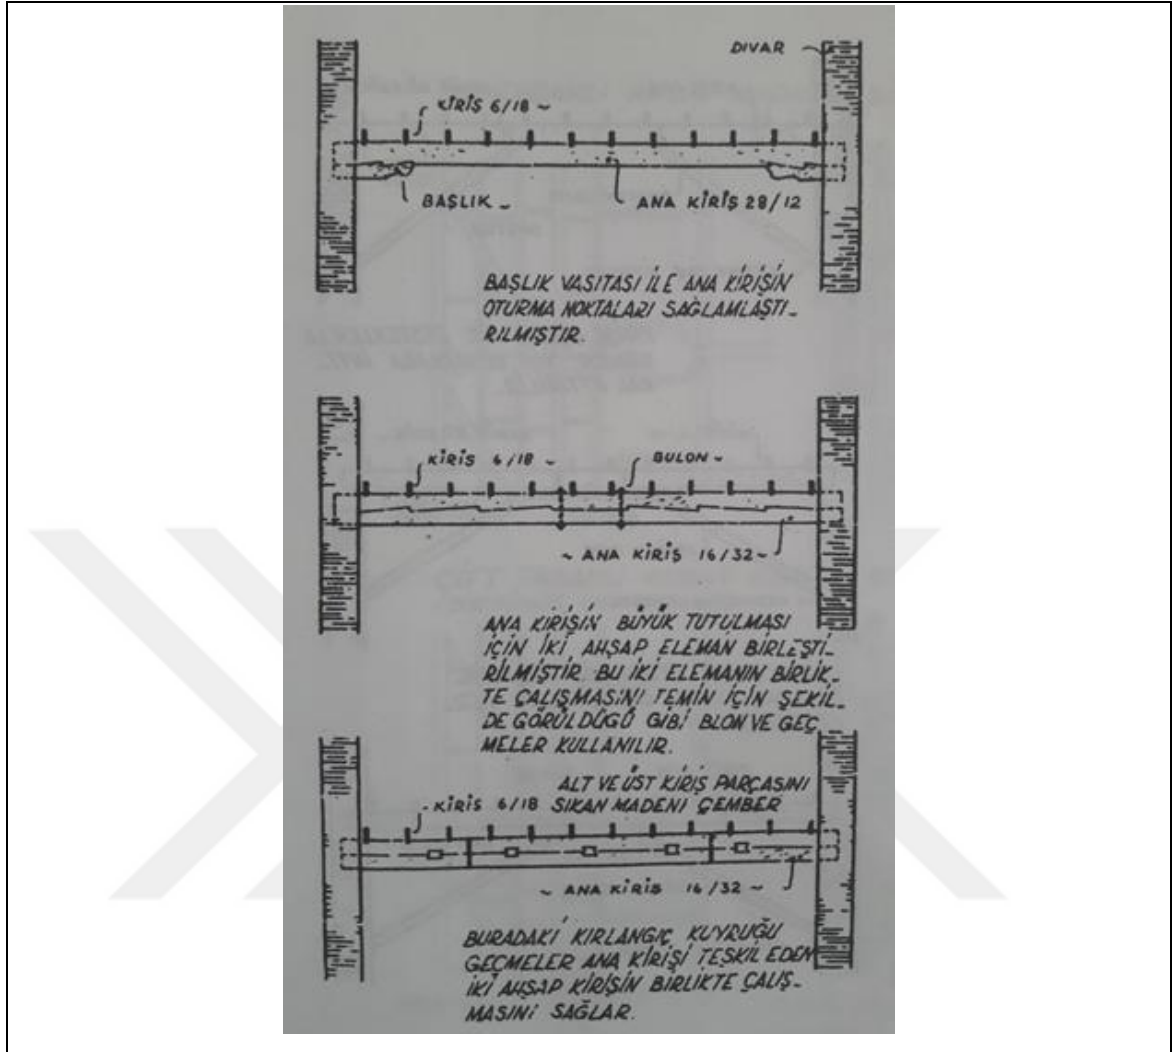 DIVAR
KİRİŞ 6/18
BAŞLIK
ANA KİRİŞ 28/12
BAŞLIK VASITASI İLE ANA KİRİŞİN
OTURMA NOKTALARI SAĞLAMLAŞTI-
RILMIŞTIR.
KİRİŞ 6/18
BULON
ANA KİRİŞ 16/32
ANA KİRİŞİN BÜYÜK TUTULMASI
İÇİN İKİ AHŞAP ELEMAN BİRLEŞTİ-
RİLMİŞTİR. BU İKİ ELEMANIN BİRLİK-
TE ÇALIŞMASINI TEMİN İÇİN ŞEKİL-
DE GÖRÜLDÜĞÜ GİBİ BLON VE GEÇ
MELER KULLANILIR.
ALT VE ÜST KİRİŞ PARÇASINI
SIKAN MADENİ ÇEMBER
KİRİŞ 6/18
ANA KİRİŞ 16/32
BURADAKİ KIRLANGIÇ KUYRUĞU
GEÇMELER ANA KİRİŞİ TEŞKİL EDEN
İKİ AHŞAP KİRİŞİN BİRLİKTE ÇALIŞ-
MASINI SAĞLAR.